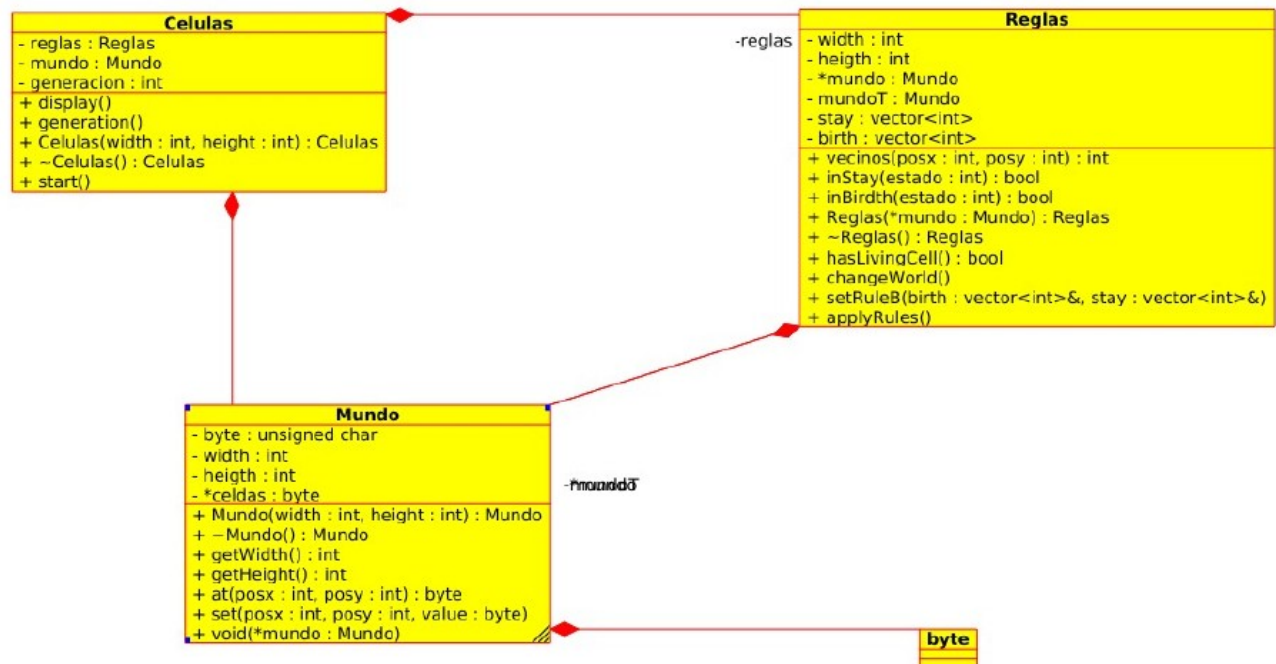 Celulas
- reglas : Reglas
- mundo : Mundo
- generacion : int
+ display()
+ generation()
+ Celulas(width : int, height : int) : Celulas
+ ~Celulas() : Celulas
+ start()
-reglas
Reglas
- width : int
- heigth : int
- *mundo : Mundo
- mundoT : Mundo
- stay : vector<int>
- birth : vector<int>
+ vecinos(posx : int, posy : int) : int
+ inStay(estado : int) : bool
+ inBirdth(estado : int) : bool
+ Reglas(*mundo : Mundo) : Reglas
+ ~Reglas() : Reglas
+ hasLivingCell() : bool
+ changeWorld()
+ setRuleB(birth : vector<int>&, stay : vector<int>&)
+ applyRules()
Mundo
- byte : unsigned char
- width : int
- heigth : int
- *celdas : byte
+ Mundo(width : int, height : int) : Mundo
+ ~Mundo() : Mundo
+ getWidth() : int
+ getHeight() : int
+ at(posx : int, posy : int) : byte
+ set(posx : int, posy : int, value : byte)
+ void(*mundo : Mundo)
byte